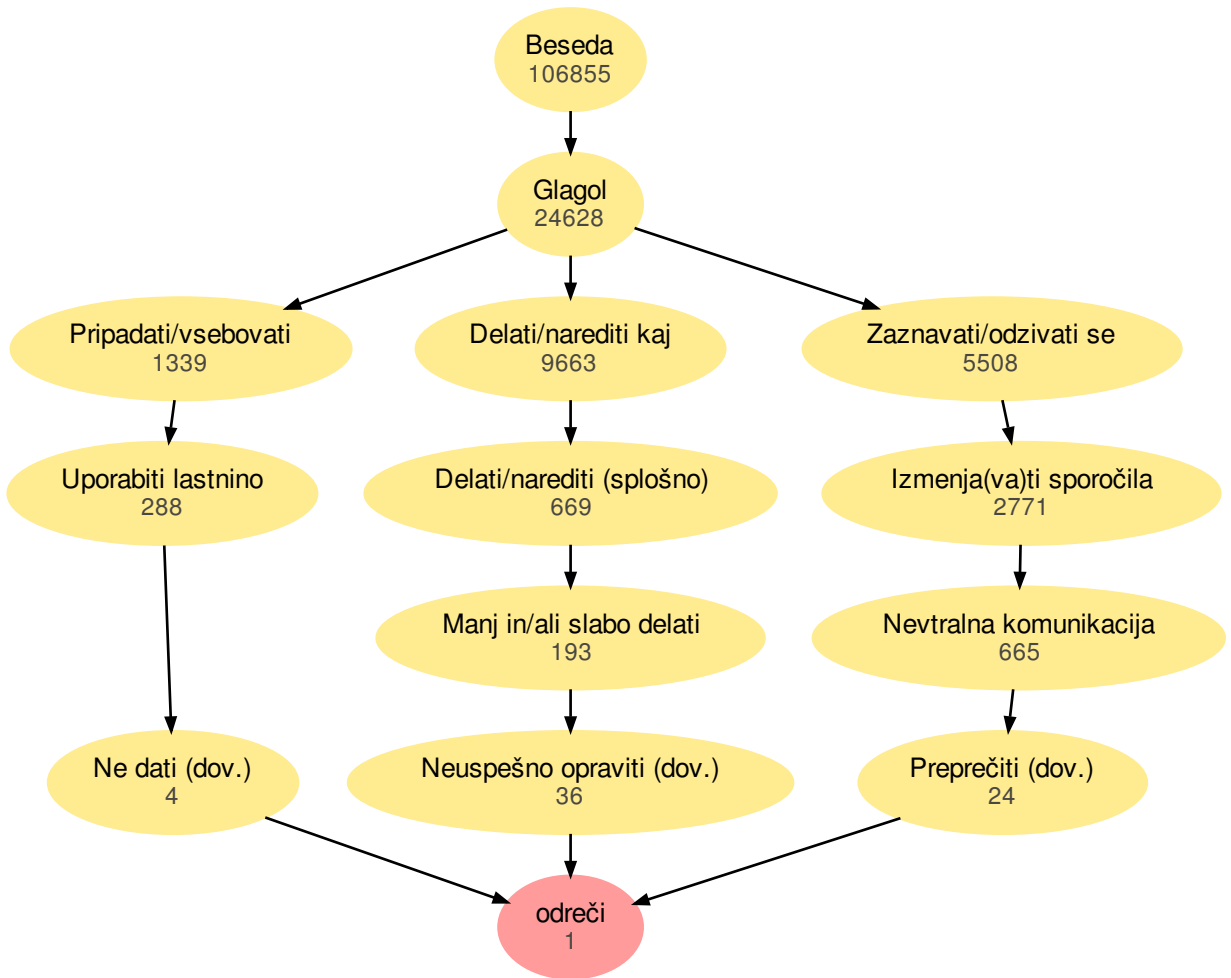 Beseda
106855
Glagol
24628
Pripadati/vsebovati
1339
Delati/narediti kaj
9663
Zaznavati/odzivati se
5508
Uporabiti lastnino
288
Delati/narediti (splošno)
669
Izmenja(va)ti sporočila
2771
Manj in/ali slabo delati
193
Nevtralna komunikacija
665
Ne dati (dov.)
4
Neuspešno opraviti (dov.)
36
Preprečiti (dov.)
24
odreči
1